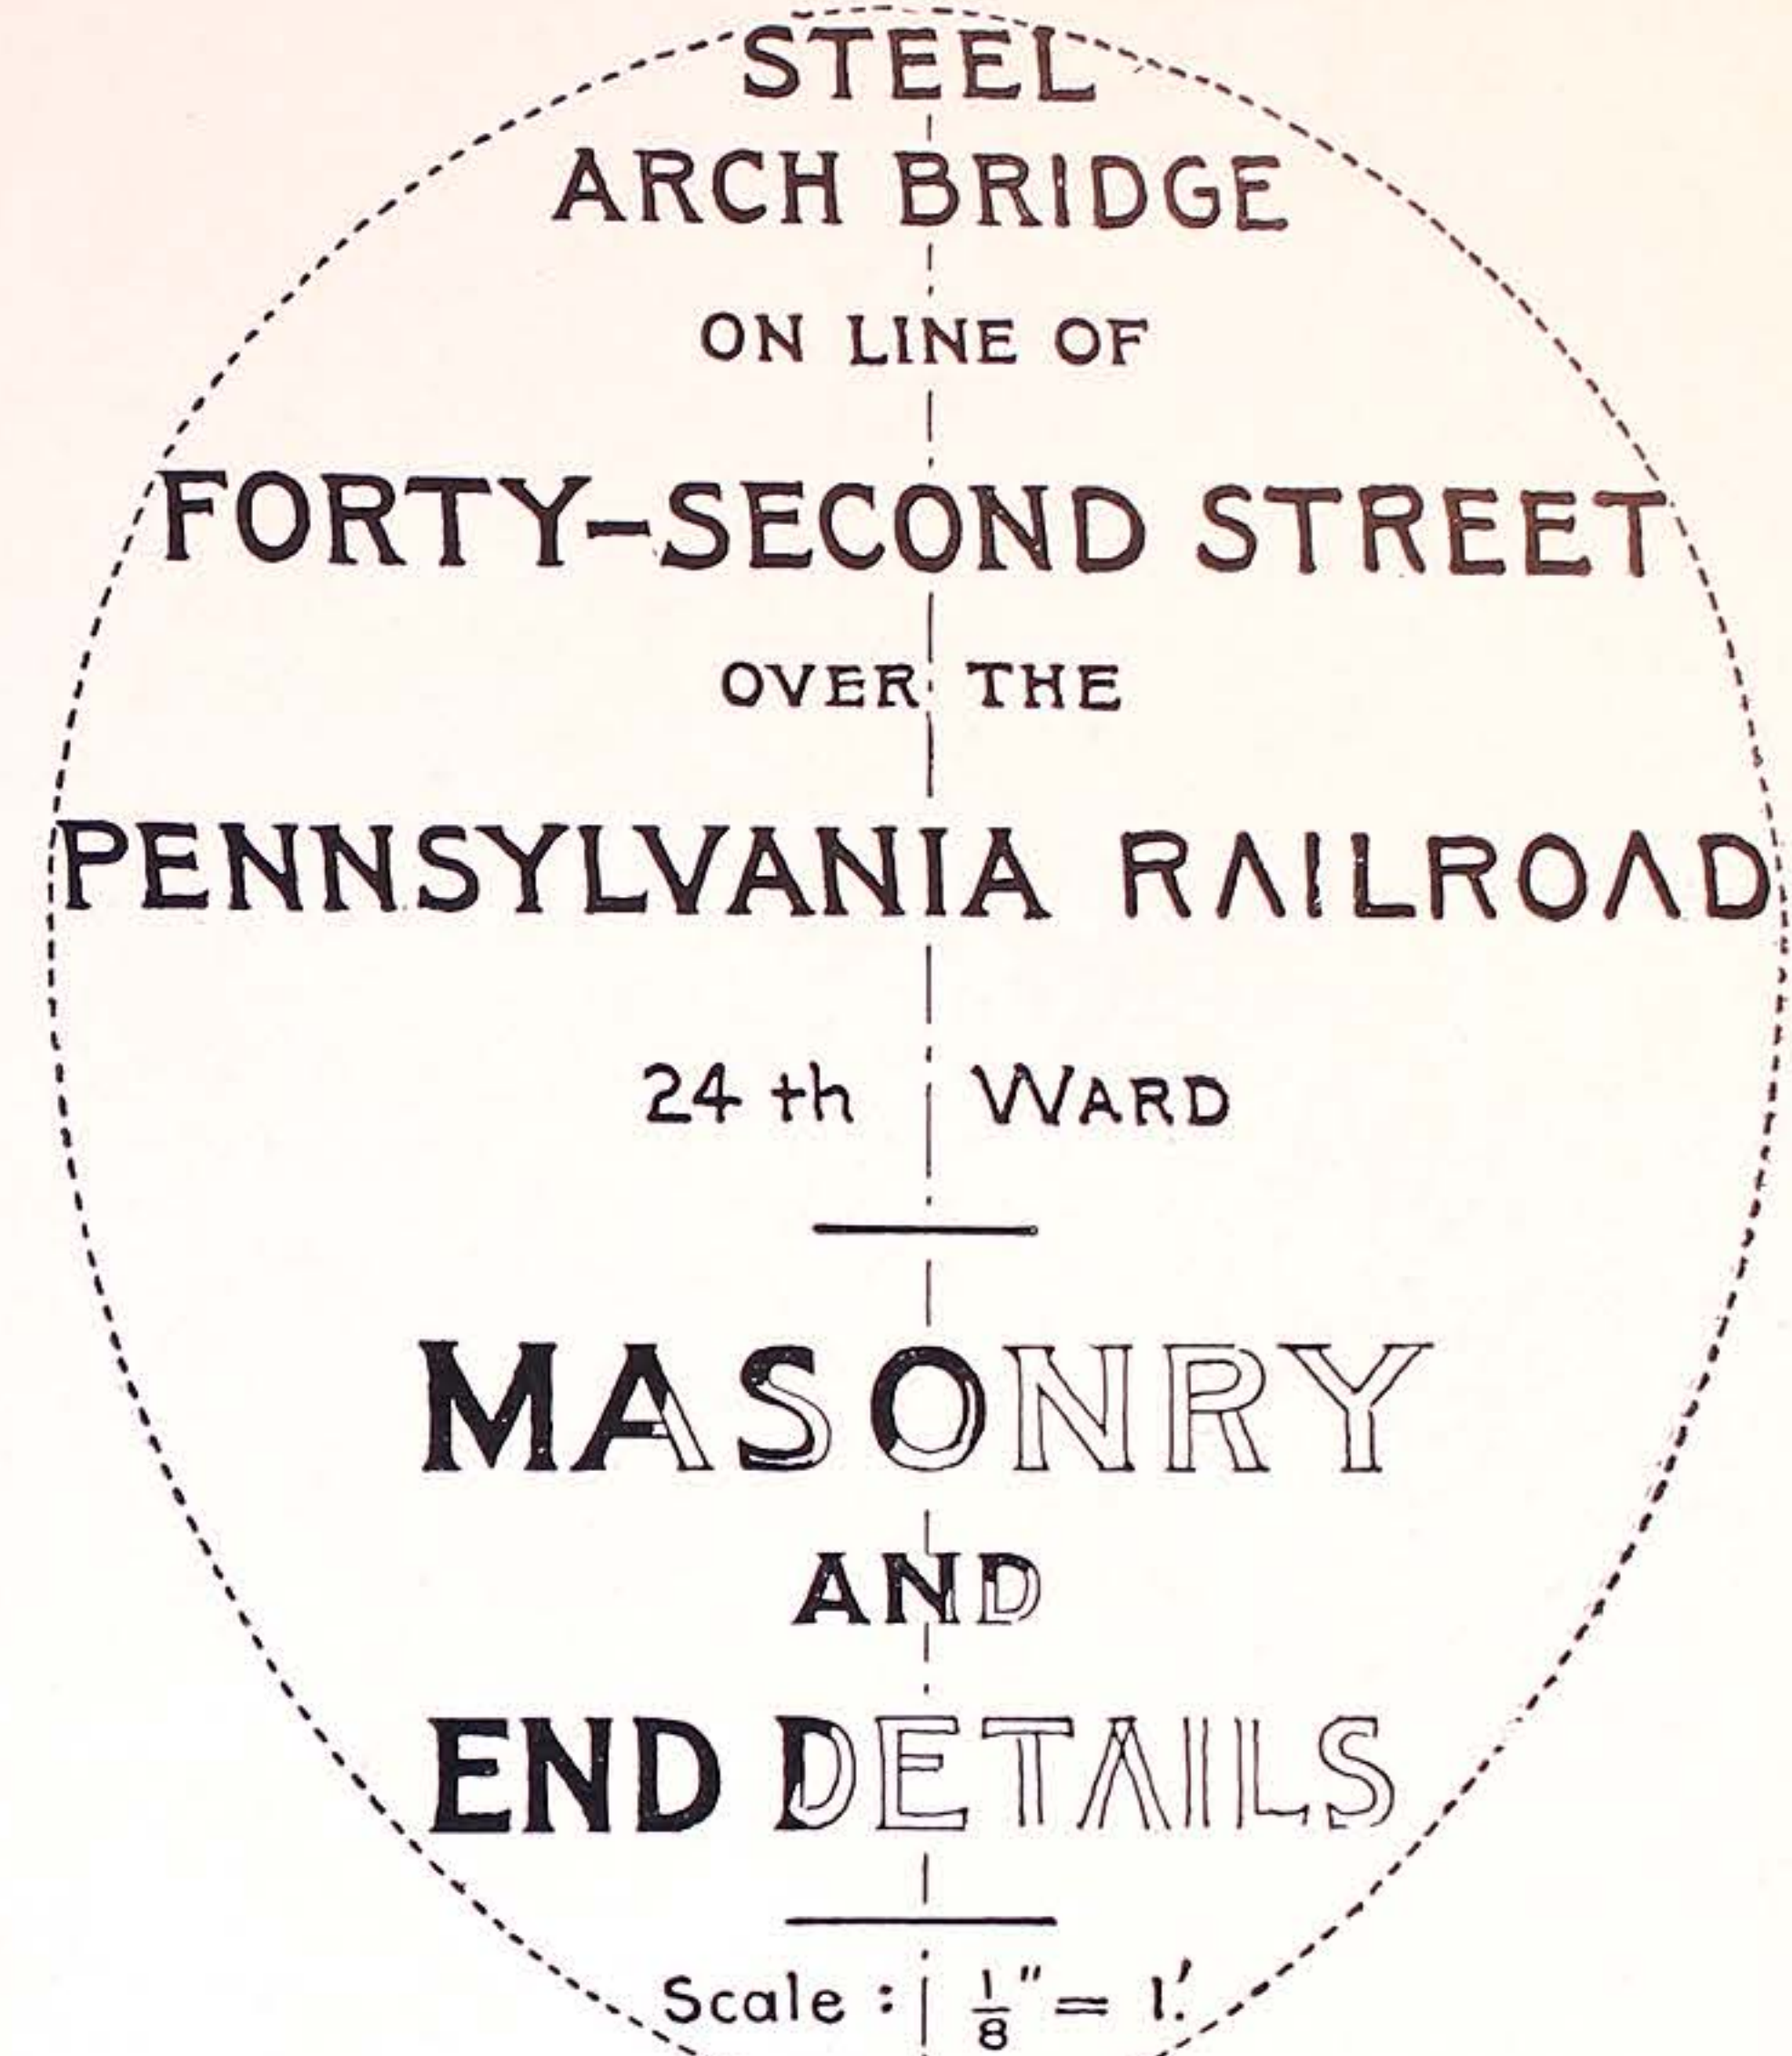 STEEL
ARCH BRIDGE
ON LINE OF
FORTY-SECOND STREET
OVER THE
PENNSYLVANIA RAILROAD
24 th WARD
MASONRY
AND
END DETAILS
Scale : 1/8" = 1'.